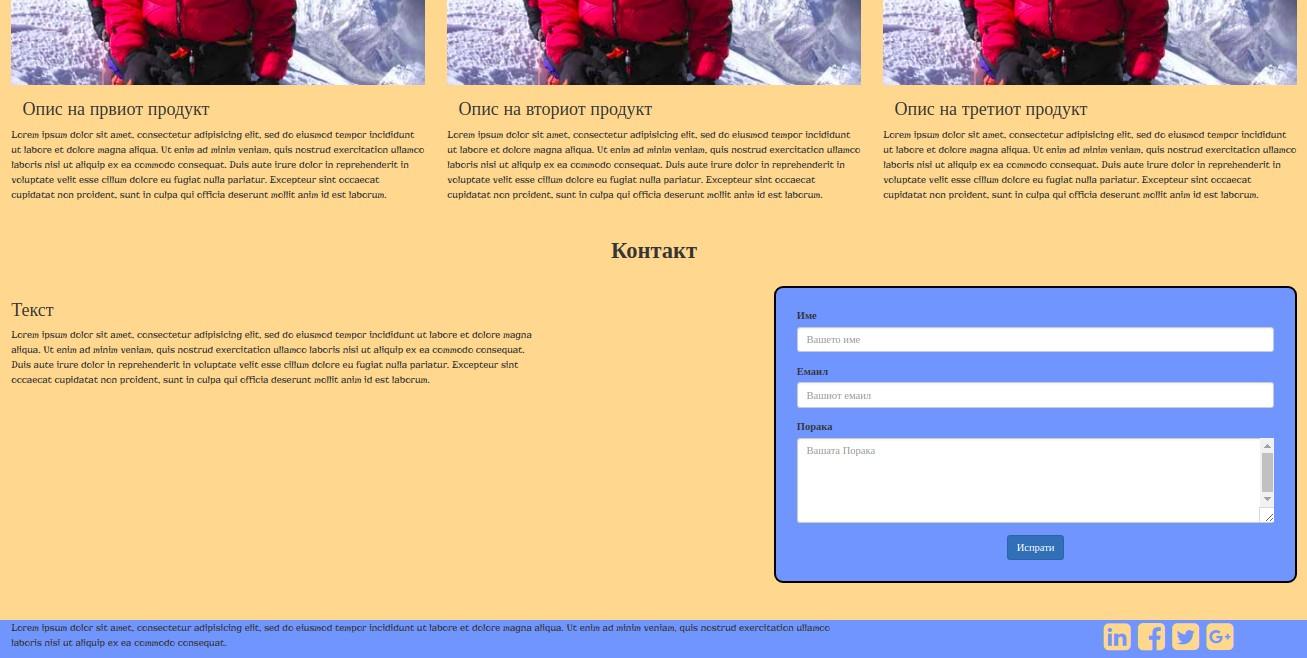 Опис на првиот продукт
Lorem ipsum dolor sit amet, consectetur adipisicing elit, sed do eiusmod tempor incididunt
ut labore et dolore magna aliqua. Ut enim ad minim veniam, quis nostrud exercitation ullamco
laboris nisi ut aliquip ex ea commodo consequat. Duis aute irure dolor in reprehenderit in
voluptate velit esse cillum dolore eu fugiat nulla pariatur. Excepteur sint occaecat
cupidatat non proident, sunt in culpa qui officia deserunt mollit anim id est laborum.
Опис на вториот продукт
Lorem ipsum dolor sit amet, consectetur adipisicing elit, sed do eiusmod tempor incididunt
ut labore et dolore magna aliqua. Ut enim ad minim veniam, quis nostrud exercitation ullamco
laboris nisi ut aliquip ex ea commodo consequat. Duis aute irure dolor in reprehenderit in
voluptate velit esse cillum dolore eu fugiat nulla pariatur. Excepteur sint occaecat
cupidatat non proident, sunt in culpa qui officia deserunt mollit anim id est laborum.
Опис на третиот продукт
Lorem ipsum dolor sit amet, consectetur adipisicing elit, sed do eiusmod tempor incididunt
ut labore et dolore magna aliqua. Ut enim ad minim veniam, quis nostrud exercitation ullamco
laboris nisi ut aliquip ex ea commodo consequat. Duis aute irure dolor in reprehenderit in
voluptate velit esse cillum dolore eu fugiat nulla pariatur. Excepteur sint occaecat
cupidatat non proident, sunt in culpa qui officia deserunt mollit anim id est laborum.
Контакт
Текст
Lorem ipsum dolor sit amet, consectetur adipisicing elit, sed do eiusmod tempor incididunt ut labore et dolore magna
aliqua. Ut enim ad minim veniam, quis nostrud exercitation ullamco laboris nisi ut aliquip ex ea commodo consequat.
Duis aute irure dolor in reprehenderit in voluptate velit esse cillum dolore eu fugiat nulla pariatur. Excepteur sint
occaecat cupidatat non proident, sunt in culpa qui officia deserunt mollit anim id est laborum.
Име
Вашето име
Емаил
Вашиот емаил
Порака
Вашата Порака
Испрати
Lorem ipsum dolor sit amet, consectetur adipisicing elit, sed do eiusmod tempor incididunt ut labore et dolore magna aliqua. Ut enim ad minim veniam, quis nostrud exercitation ullamco
laboris nisi ut aliquip ex ea commodo consequat.